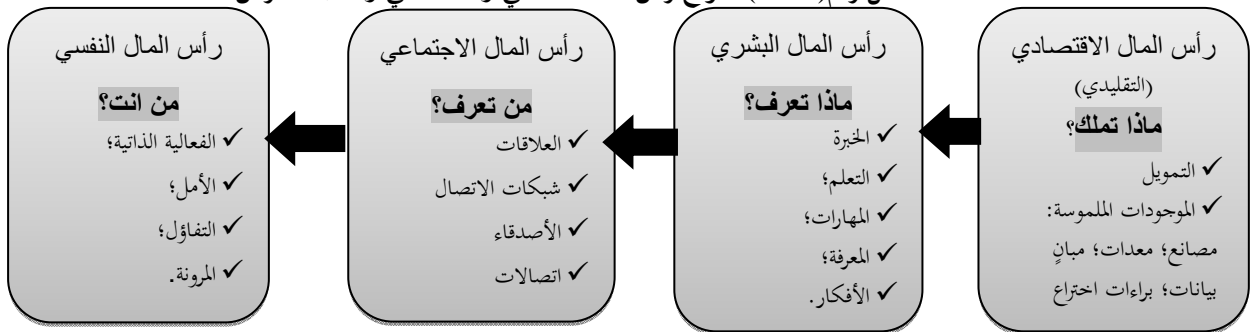 رأس المال الاقتصادي
(التقليدي)
ماذا تملك؟
✓ التمويل
✓ الموجودات الملموسة:
مصانع؛ معدات؛ مبانٍ
بيانات؛ براءات اختراع
رأس المال البشري
ماذا تعرف؟
✓ الخبرة
✓ التعلم؛
✓ المهارات؛
✓ المعرفة؛
✓ الأفكار.
رأس المال الاجتماعي
من تعرف؟
✓ العلاقات
✓ شبكات الاتصال
✓ الأصدقاء
✓ اتصالات
رأس المال النفسي
من انت؟
✓ الفعالية الذاتية؛
✓ الأمل؛
✓ التفاؤل؛
✓ المرونة.